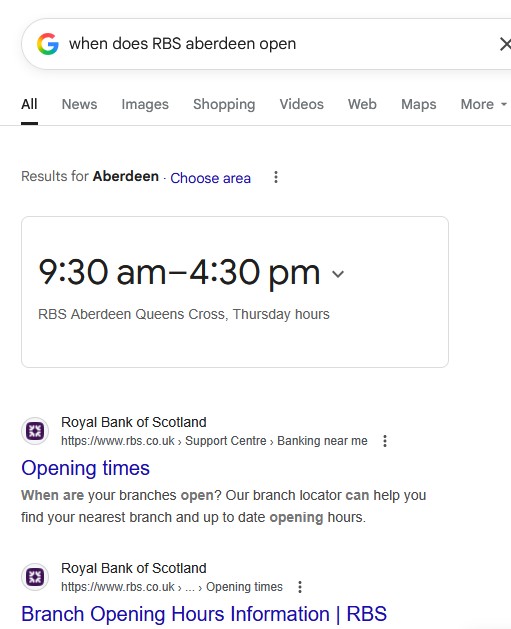 when does RBS aberdeen open
All News Images Shopping Videos Web Maps More
Results for Aberdeen · Choose area
9:30 am–4:30 pm
RBS Aberdeen Queens Cross, Thursday hours
Royal Bank of Scotland
https://www.rbs.co.uk › Support Centre › Banking near me
Opening times
When are your branches open? Our branch locator can help you
find your nearest branch and up to date opening hours.
Royal Bank of Scotland
https://www.rbs.co.uk › ... › Opening times
Branch Opening Hours Information | RBS